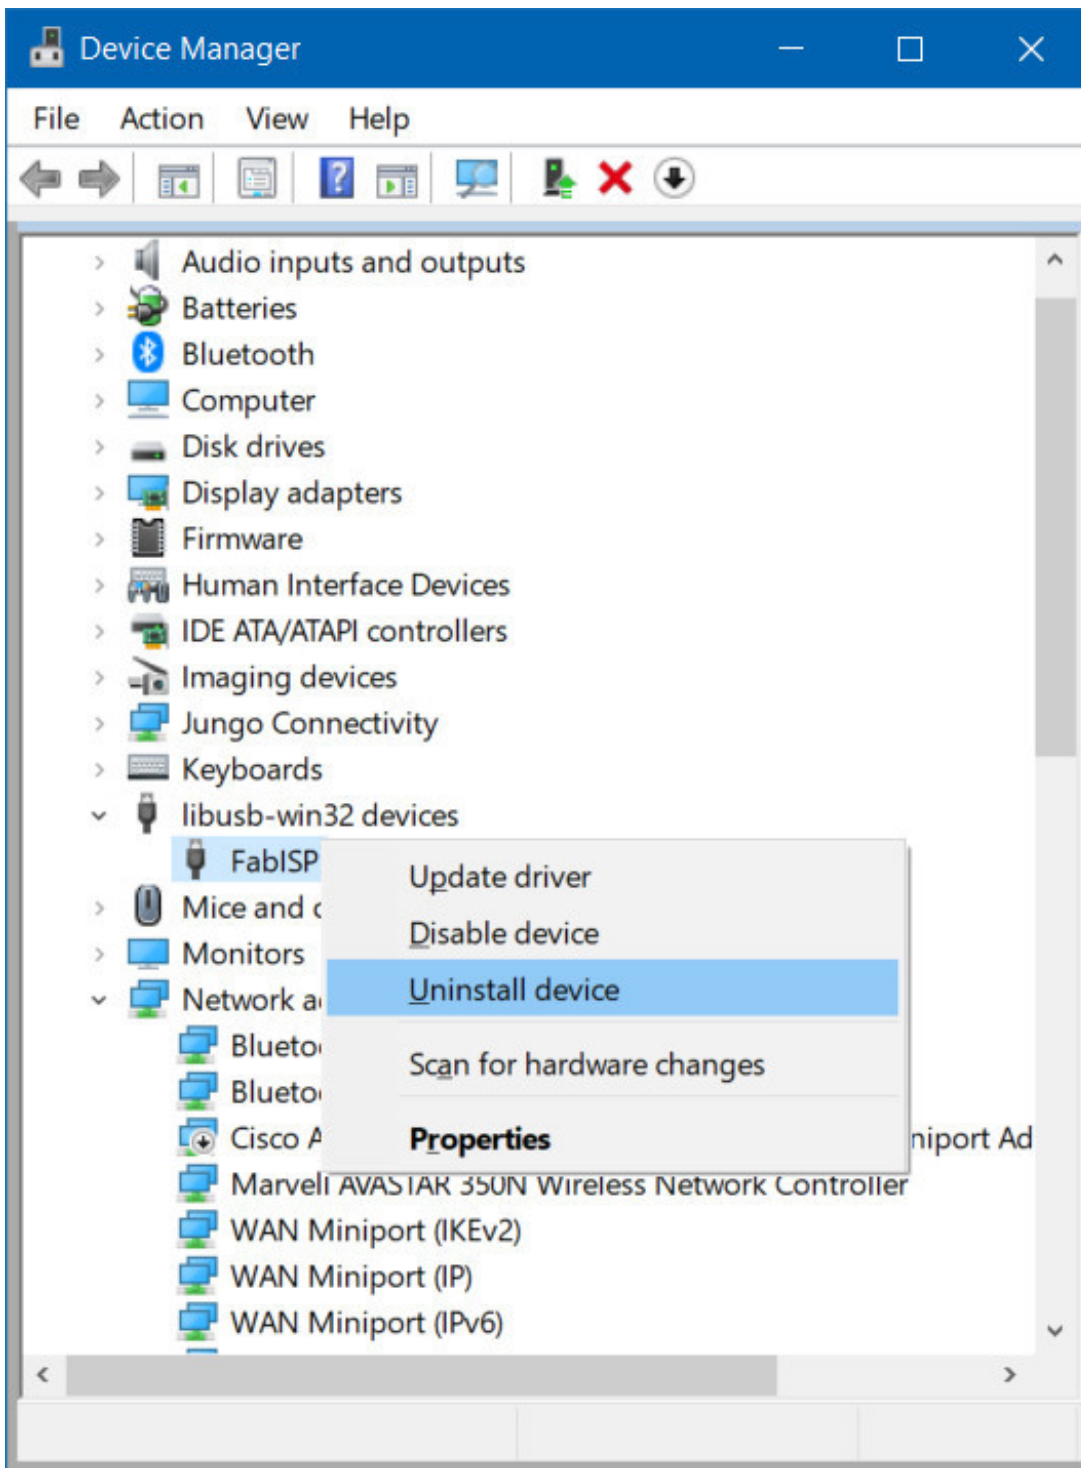 Device Manager
File Action View Help
Audio inputs and outputs
Batteries
Bluetooth
Computer
Disk drives
Display adapters
Firmware
Human Interface Devices
IDE ATA/ATAPI controllers
Imaging devices
Jungo Connectivity
Keyboards
libusb-win32 devices
FabISP
Update driver
Mice and
Disable device
Monitors
Uninstall device
Network
Scan for hardware changes
Cisco
Properties
Ad
Marvell AVASTAR 350N Wireless Network Controller
WAN Miniport (IKEv2)
WAN Miniport (IP)
WAN Miniport (IPv6)